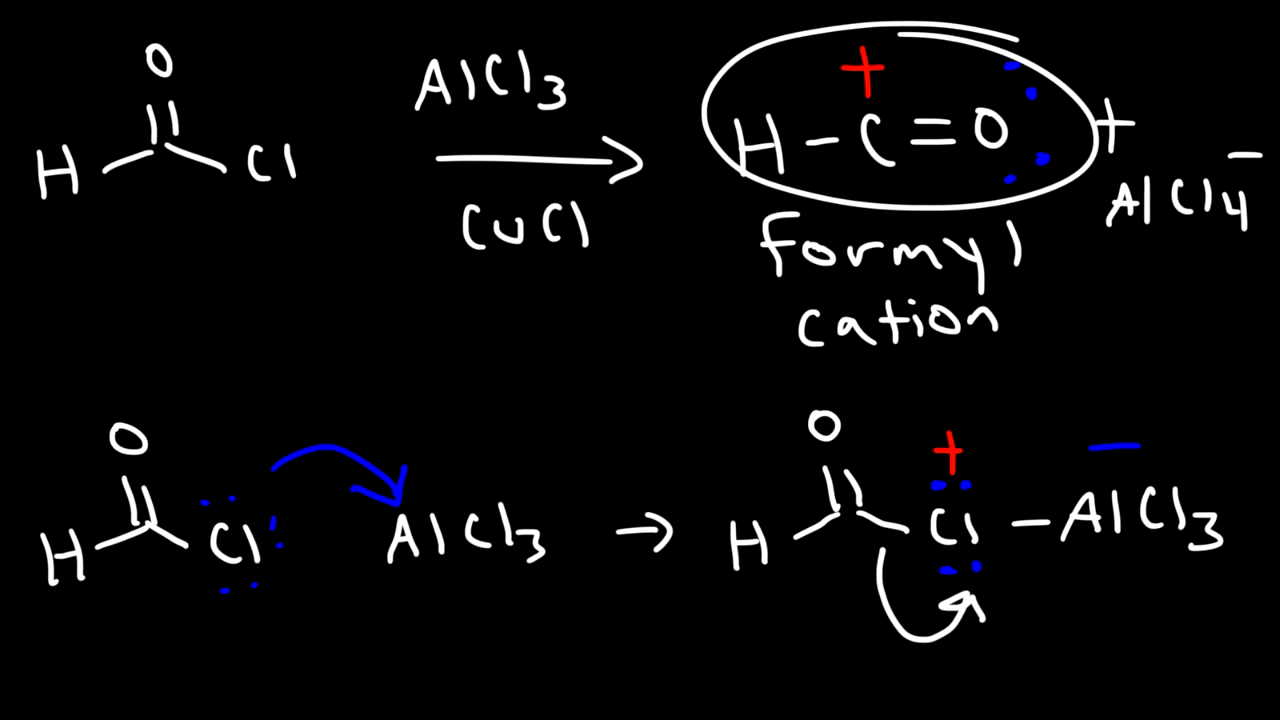 O
H Cl
AlCl3
CuCl
+
H-C=O +
AlCl4 −
formyl
cation
O
H Cl AlCl3 →
O +
H Cl-AlCl3 −